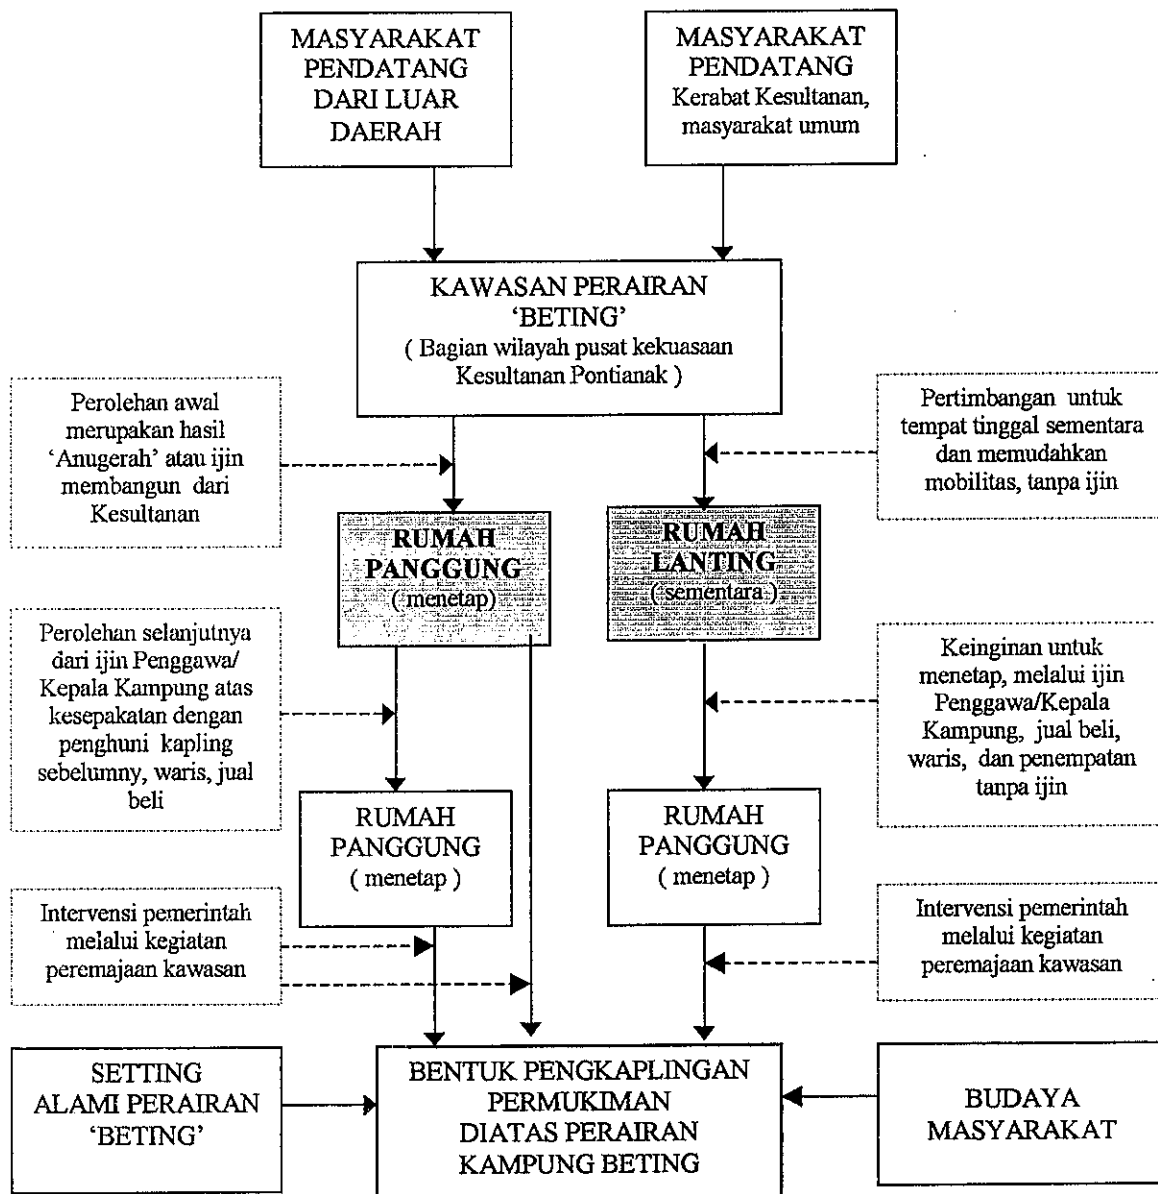 MASYARAKAT
PENDATANG
DARI LUAR
DAERAH
MASYARAKAT
PENDATANG
Kerabat Kesultanan,
masyarakat umum
KAWASAN PERAIRAN
‘BETING’
( Bagian wilayah pusat kekuasaan
Kesultanan Pontianak )
Perolehan awal
merupakan hasil
‘Anugerah’ atau ijin
membangun dari
Kesultanan
Pertimbangan untuk
tempat tinggal sementara
dan memudahkan
mobilitas, tanpa ijin
RUMAH
PANGGUNG
( menetap)
RUMAH
LANTING
( sementara )
Perolehan selanjutnya
dari ijin Penggawa/
Kepala Kampung atas
kesepakatan dengan
penghuni kapling
sebelumny, waris, jual
beli
Keinginan untuk
menetap, melalui ijin
Penggawa/Kepala
Kampung, jual beli,
waris, dan penempatan
tanpa ijin
RUMAH
PANGGUNG
( menetap )
RUMAH
PANGGUNG
( menetap )
Intervensi pemerintah
melalui kegiatan
peremajaan kawasan
Intervensi pemerintah
melalui kegiatan
peremajaan kawasan
SETTING
ALAMI PERAIRAN
‘BETING’
BENTUK PENGKAPLINGAN
PERMUKIMAN
DIATAS PERAIRAN
KAMPUNG BETING
BUDAYA
MASYARAKAT